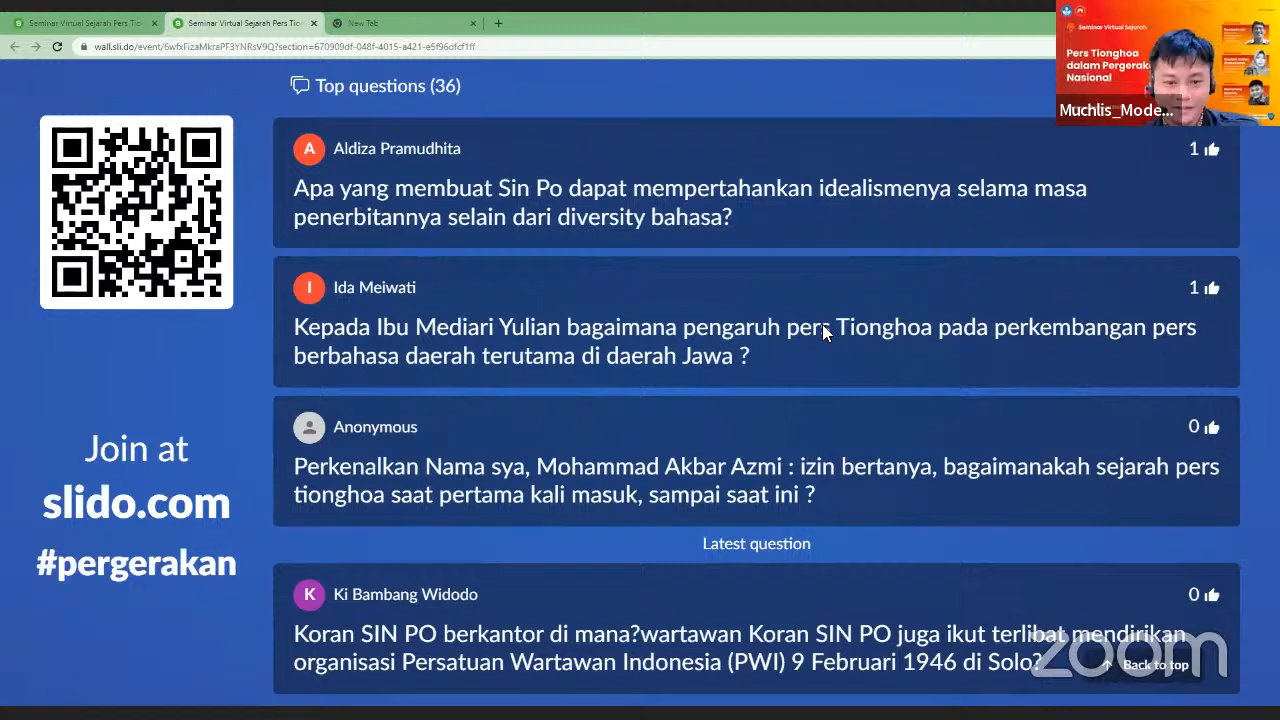 Seminar Virtual Sejarah Pers Tio
Seminar Virtual Sejarah Pers Tio
New Tab
Seminar Virtual Sejarah
Pers Tionghoa
dalam Pergerak
Nasional
Muchlis_Mode...
Top questions (36)
A Aldiza Pramudhita 1
Apa yang membuat Sin Po dapat mempertahankan idealismenya selama masa
penerbitannya selain dari diversity bahasa?
I Ida Meiwati 1
Kepada Ibu Mediari Yulian bagaimana pengaruh pers Tionghoa pada perkembangan pers
berbahasa daerah terutama di daerah Jawa ?
Anonymous 0
Perkenalkan Nama sya, Mohammad Akbar Azmi : izin bertanya, bagaimanakah sejarah pers
tionghoa saat pertama kali masuk, sampai saat ini ?
Join at
slido.com
#pergerakan
Latest question
K Ki Bambang Widodo 0
Koran SIN PO berkantor di mana?wartawan Koran SIN PO juga ikut terlibat mendirikan
organisasi Persatuan Wartawan Indonesia (PWI) 9 Februari 1946 di Solo?
↑ Back to top
zoom